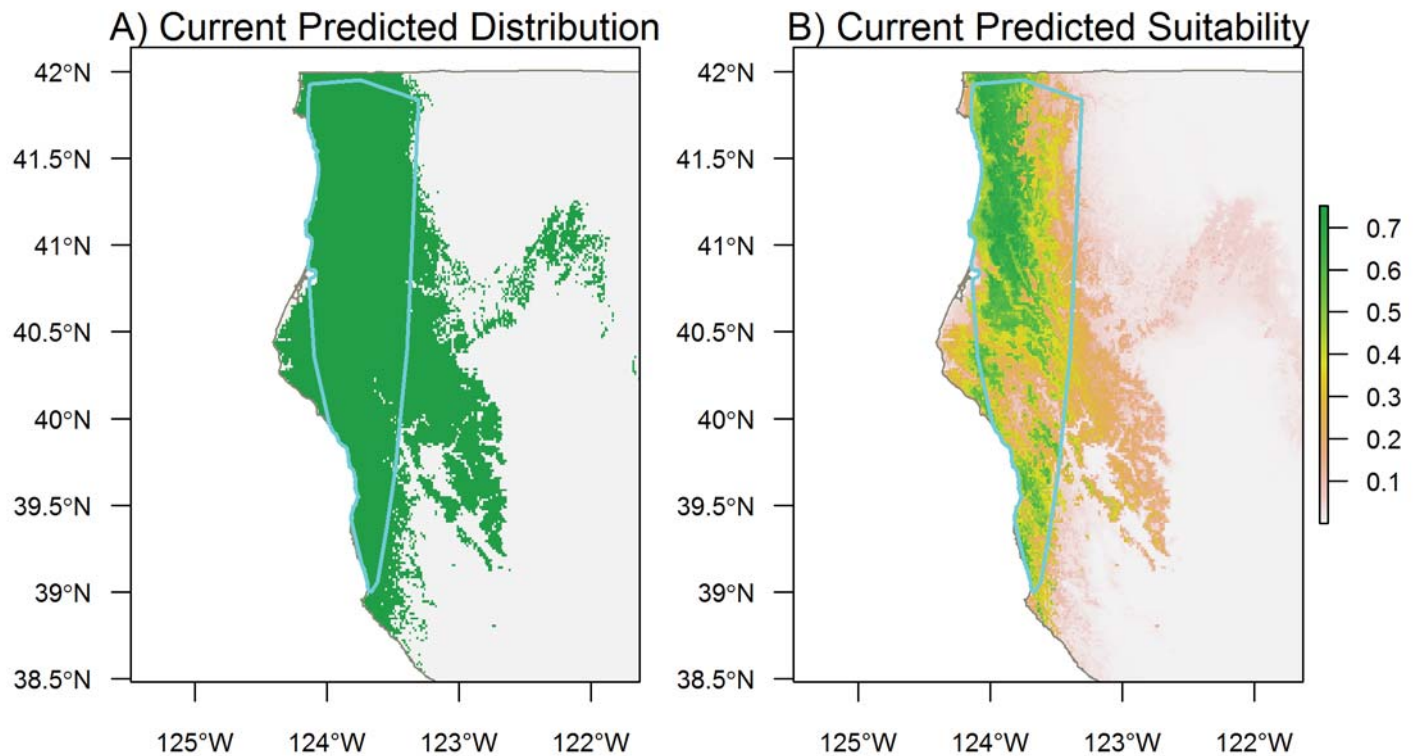 A) Current Predicted Distribution
42°N
41.5°N
41°N
40.5°N
40°N
39.5°N
39°N
38.5°N
125°W 124°W 123°W 122°W
B) Current Predicted Suitability
42°N
41.5°N
41°N
40.5°N
40°N
39.5°N
39°N
38.5°N
125°W 124°W 123°W 122°W
0.7
0.6
0.5
0.4
0.3
0.2
0.1